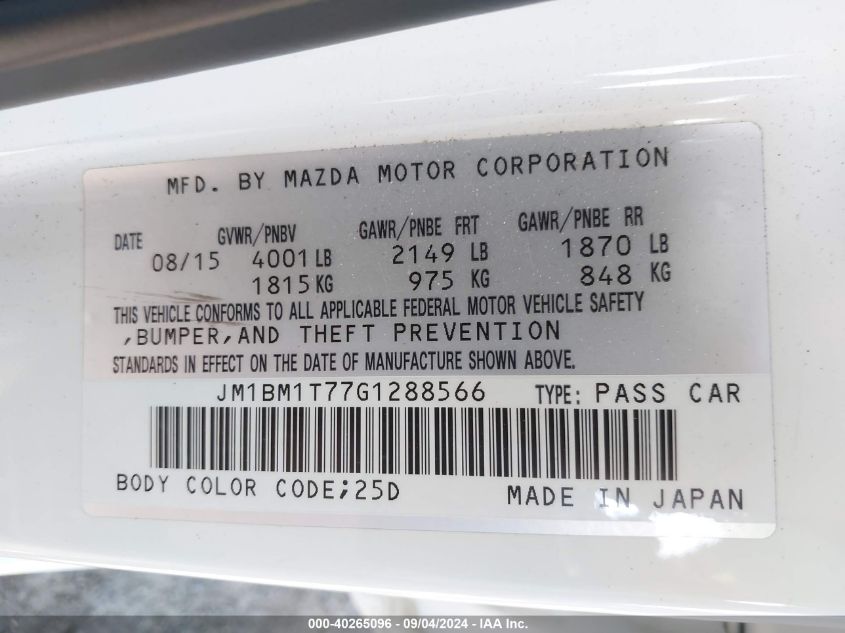 MFD. BY MAZDA MOTOR CORPORATION
DATE GVWR/PNBV GAWR/PNBE FRT GAWR/PNBE RR
08/15 4001 LB 2149 LB 1870 LB
1815 KG 975 KG 848 KG
THIS VEHICLE CONFORMS TO ALL APPLICABLE FEDERAL MOTOR VEHICLE SAFETY
,BUMPER,AND THEFT PREVENTION
STANDARDS IN EFFECT ON THE DATE OF MANUFACTURE SHOWN ABOVE.
JM1BM1T77G1288566 TYPE: PASS CAR
BODY COLOR CODE;25D MADE IN JAPAN
000-40265096 - 09/04/2024 - IAA Inc.